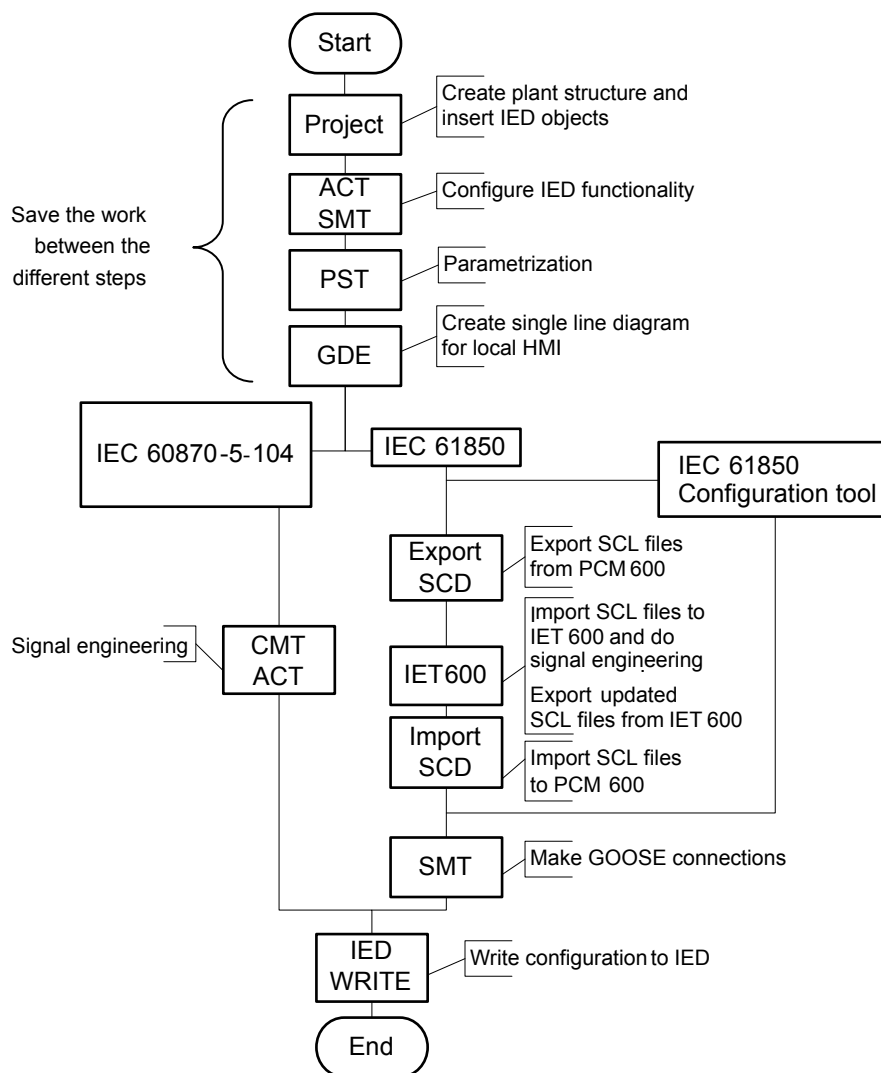 Start
Project
Create plant structure and
insert IED objects
ACT
SMT
Configure IED functionality
Save the work
between the
different steps
PST
Parametrization
GDE
Create single line diagram
for local HMI
IEC 60870-5-104
IEC 61850
IEC 61850
Configuration tool
Export
SCD
Export SCL files
from PCM 600
Signal engineering
CMT
ACT
IET600
Import SCL files to
IET 600 and do
signal engineering
Export updated
SCL files from IET 600
Import
SCD
Import SCL files
to PCM 600
SMT
Make GOOSE connections
IED
WRITE
Write configuration to IED
End